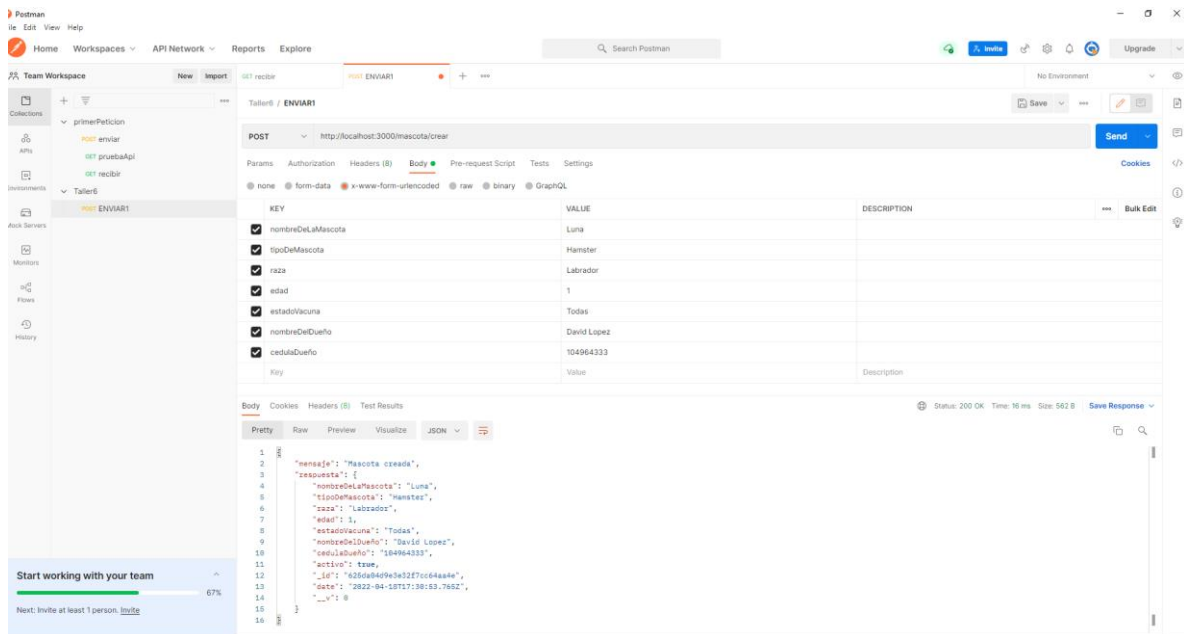 Postman
ile Edit View Help
Home Workspaces API Network Reports Explore
Search Postman
Invite
Upgrade
Team Workspace
New Import
GET recibir
POST ENVIAR1
No Environment
Collections
APIs
Environments
Mock Servers
Monitors
Flows
History
primerPeticion
POST enviar
GET pruebaApi
GET recibir
Taller6
POST ENVIAR1
Taller6 / ENVIAR1
Save
POST http://localhost:3000/mascota/crear
Send
Params Authorization Headers (8) Body Pre-request Script Tests Settings
Cookies
none form-data x-www-form-urlencoded raw binary GraphQL
KEY VALUE DESCRIPTION Bulk Edit
nombreDeLaMascota Luna
tipoDeMascota Hamster
raza Labrador
edad 1
estadoVacuna Todas
nombreDelDueño David Lopez
cedulaDueño 104964333
Key Value Description
Body Cookies Headers (8) Test Results
Status: 200 OK Time: 16 ms Size: 562 B Save Response
Pretty Raw Preview Visualize JSON
1 {
2 "mensaje": "Mascota creada",
3 "respuesta": {
4 "nombreDeLaMascota": "Luna",
5 "tipoDeMascota": "Hamster",
6 "raza": "Labrador",
7 "edad": 1,
8 "estadoVacuna": "Todas",
9 "nombreDelDueño": "David Lopez",
10 "cedulaDueño": "104964333",
11 "activo": true,
12 "_id": "625da04d9e3e32f7cc64aa4e",
13 "date": "2022-04-18T17:30:53.765Z",
14 "__v": 0
15 }
16 }
Start working with your team
67%
Next: Invite at least 1 person. Invite